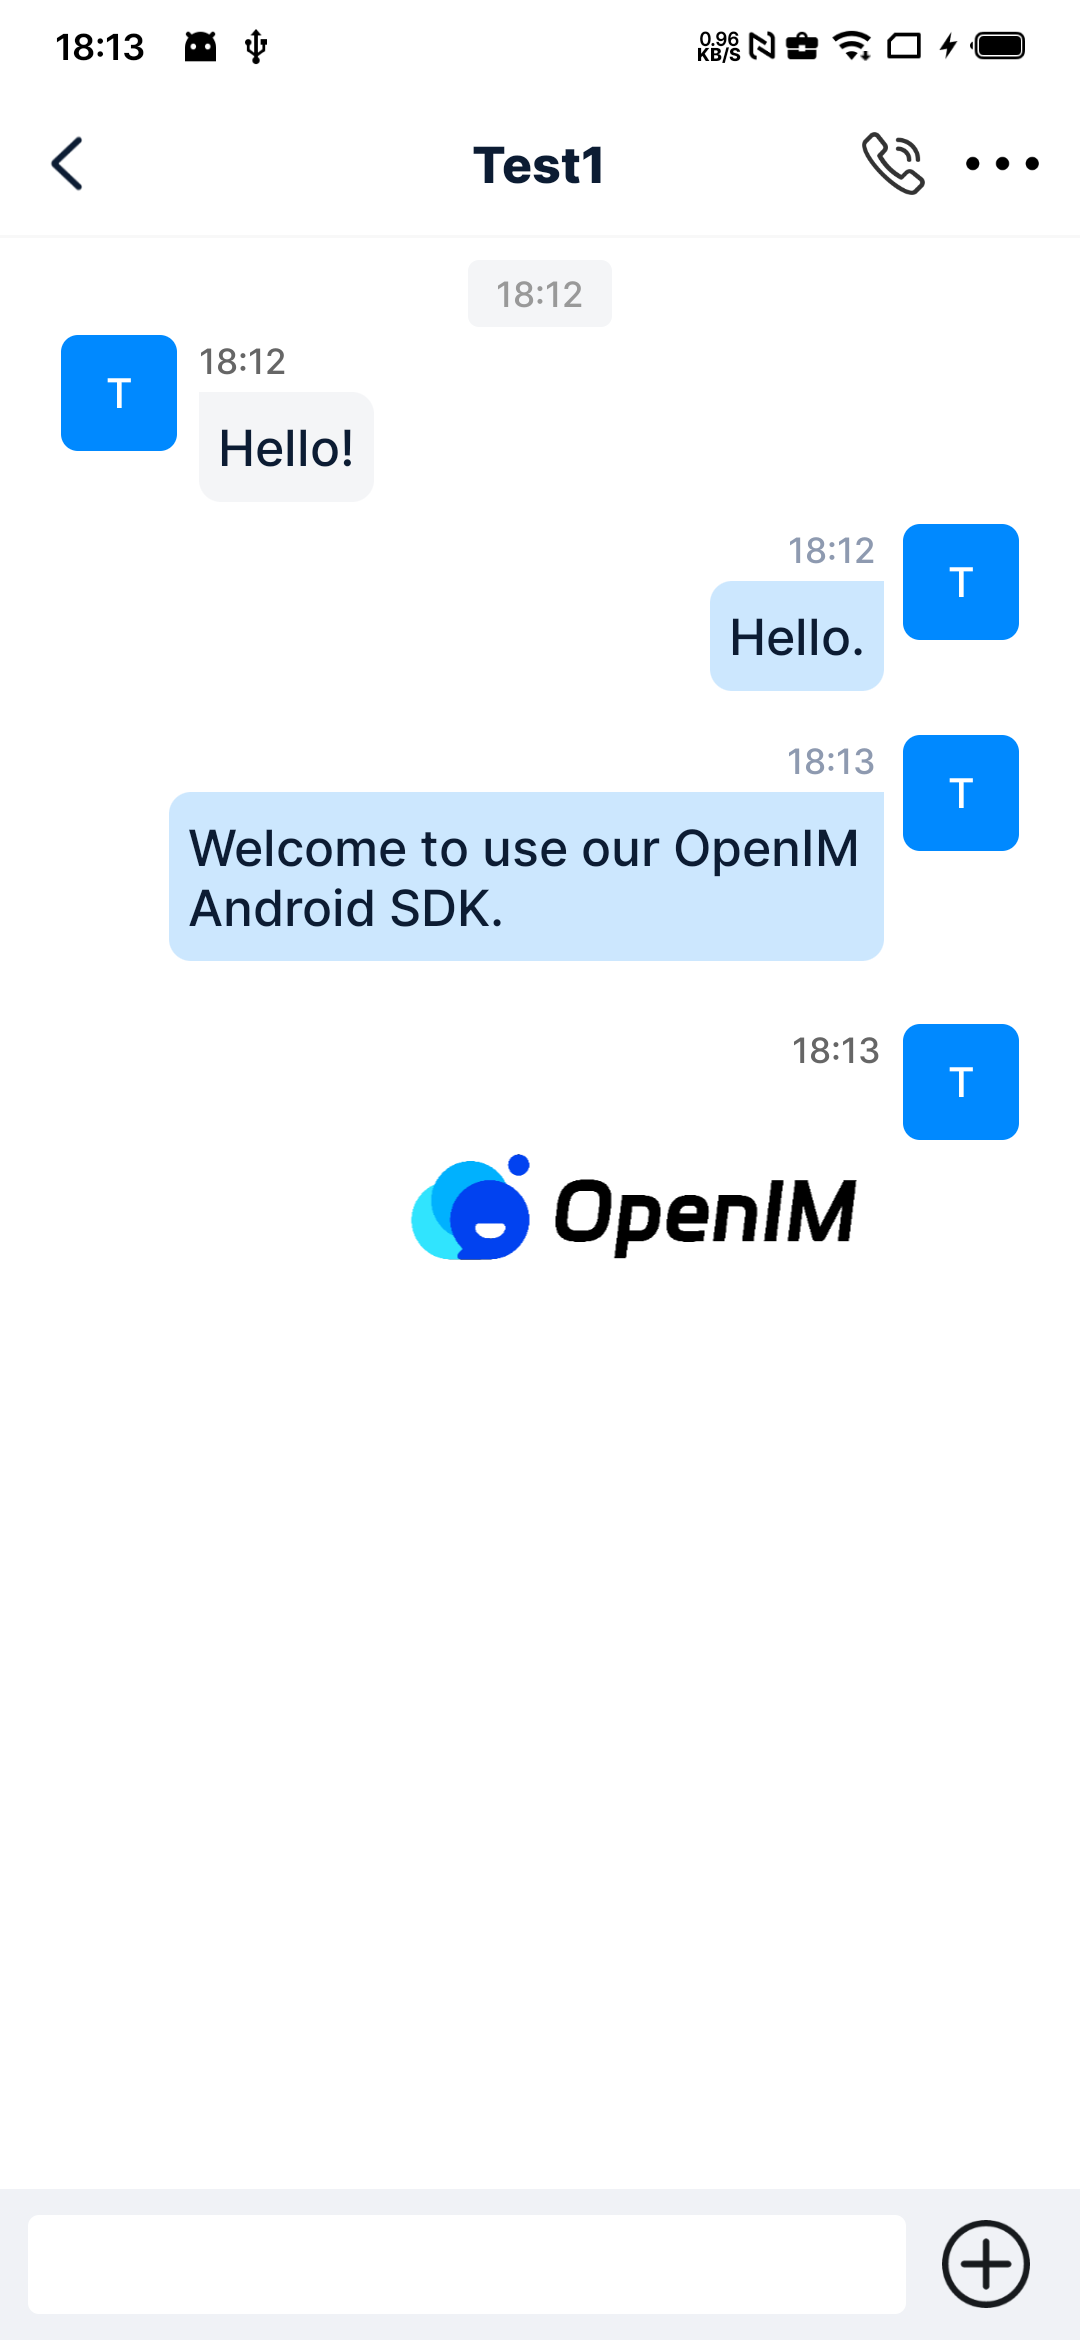 18:13
0.96
KB/S
Test1
18:12
T
18:12
Hello!
18:12
T
Hello.
18:13
T
Welcome to use our OpenIM
Android SDK.
18:13
T
OpenIM